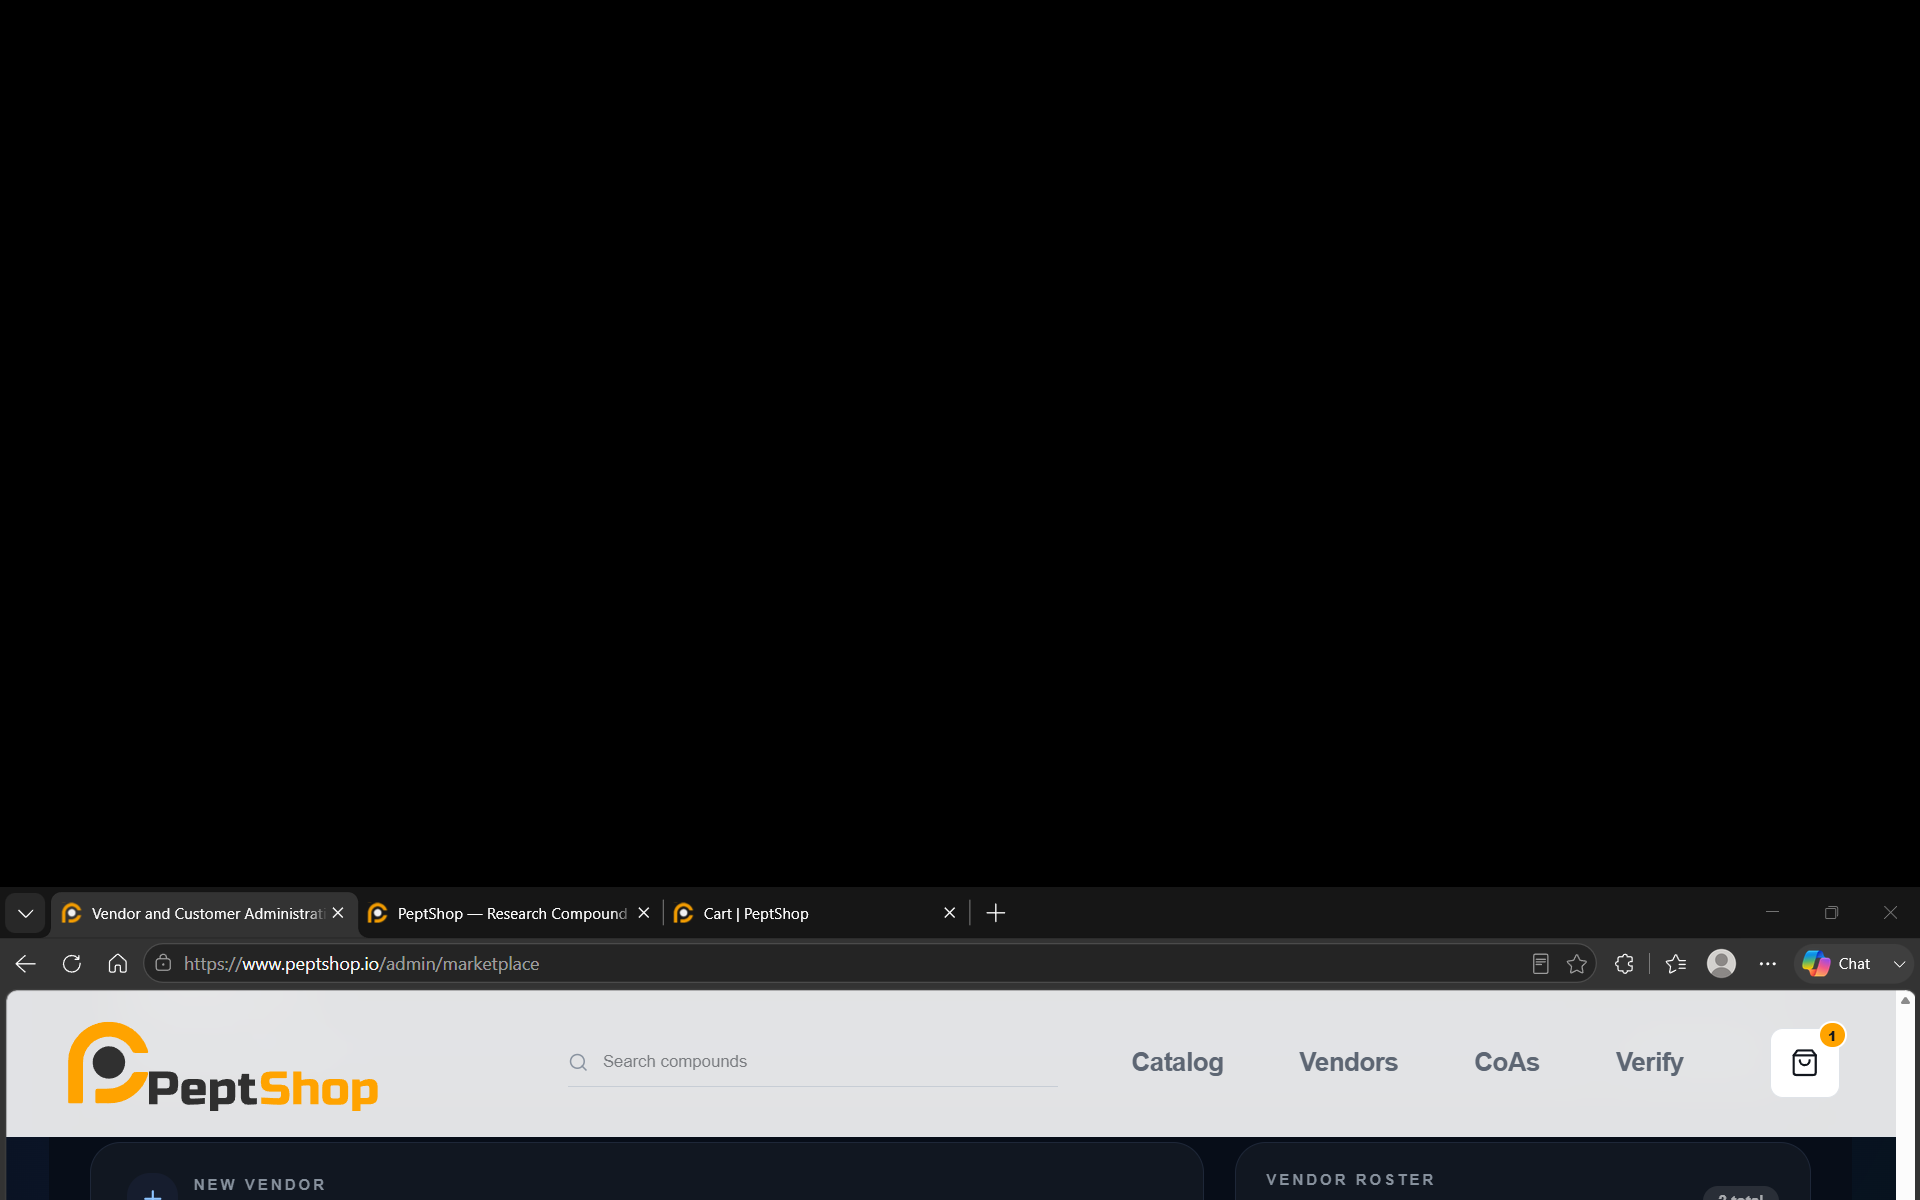 Vendor and Customer Administrati
PeptShop — Research Compound
Cart | PeptShop
https://www.peptshop.io/admin/marketplace
Chat
PeptShop
Search compounds
Catalog
Vendors
CoAs
Verify
1
NEW VENDOR
VENDOR ROSTER